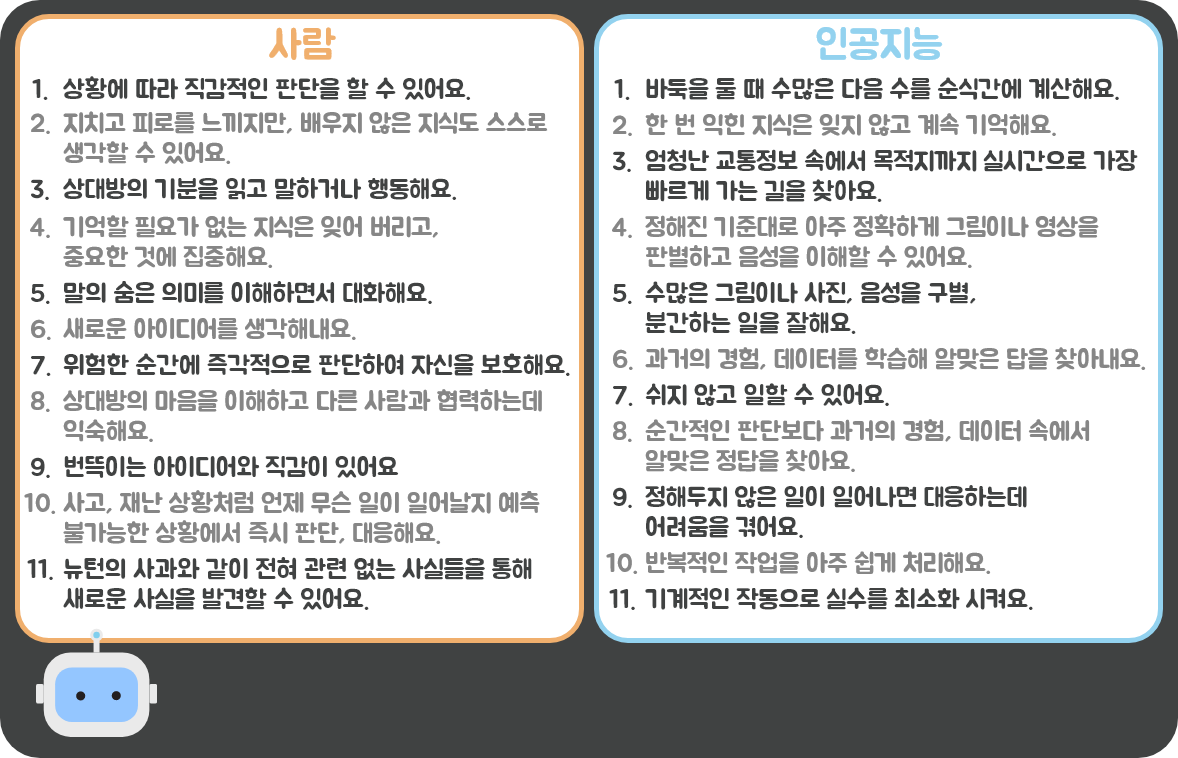 사람
1. 상황에 따라 직감적인 판단을 할 수 있어요.
2. 지치고 피로를 느끼지만, 배우지 않은 지식도 스스로
생각할 수 있어요.
3. 상대방의 기분을 읽고 말하거나 행동해요.
4. 기억할 필요가 없는 지식은 잊어 버리고,
중요한 것에 집중해요.
5. 말의 숨은 의미를 이해하면서 대화해요.
6. 새로운 아이디어를 생각해내요.
7. 위험한 순간에 즉각적으로 판단하여 자신을 보호해요.
8. 상대방의 마음을 이해하고 다른 사람과 협력하는데
익숙해요.
9. 번뜩이는 아이디어와 직감이 있어요
10. 사고, 재난 상황처럼 언제 무슨 일이 일어날지 예측
불가능한 상황에서 즉시 판단, 대응해요.
11. 뉴턴의 사과와 같이 전혀 관련 없는 사실들을 통해
새로운 사실을 발견할 수 있어요.
인공지능
1. 바둑을 둘 때 수많은 다음 수를 순식간에 계산해요.
2. 한 번 익힌 지식은 잊지 않고 계속 기억해요.
3. 엄청난 교통정보 속에서 목적지까지 실시간으로 가장
빠르게 가는 길을 찾아요.
4. 정해진 기준대로 아주 정확하게 그림이나 영상을
판별하고 음성을 이해할 수 있어요.
5. 수많은 그림이나 사진, 음성을 구별,
분간하는 일을 잘해요.
6. 과거의 경험, 데이터를 학습해 알맞은 답을 찾아내요.
7. 쉬지 않고 일할 수 있어요.
8. 순간적인 판단보다 과거의 경험, 데이터 속에서
알맞은 정답을 찾아요.
9. 정해두지 않은 일이 일어나면 대응하는데
어려움을 겪어요.
10. 반복적인 작업을 아주 쉽게 처리해요.
11. 기계적인 작동으로 실수를 최소화 시켜요.